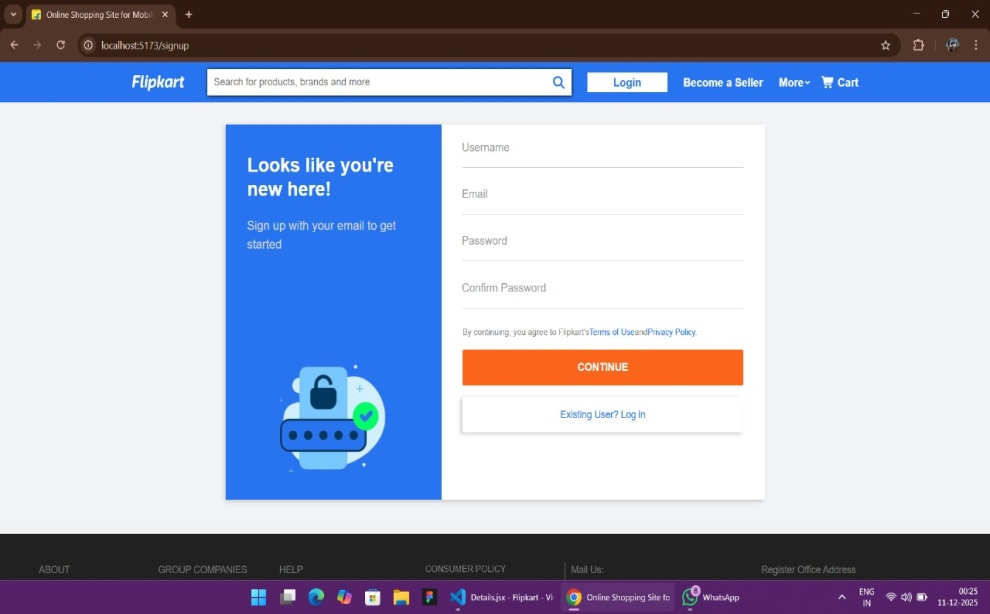 Online Shopping Site for Mobil
localhost:5173/signup
Flipkart
Search for products, brands and more
Login
Become a Seller
More
Cart
Looks like you're
new here!
Sign up with your email to get
started
Username
Email
Password
Confirm Password
By continuing, you agree to Flipkart'sTerms of UseandPrivacy Policy.
CONTINUE
Existing User? Log in
ABOUT
GROUP COMPANIES
HELP
CONSUMER POLICY
Mail Us:
Register Office Address
Details.jsx - Flipkart - Vi
Online Shopping Site fo
8
WhatsApp
ENG
IN
00:25
11-12-2025